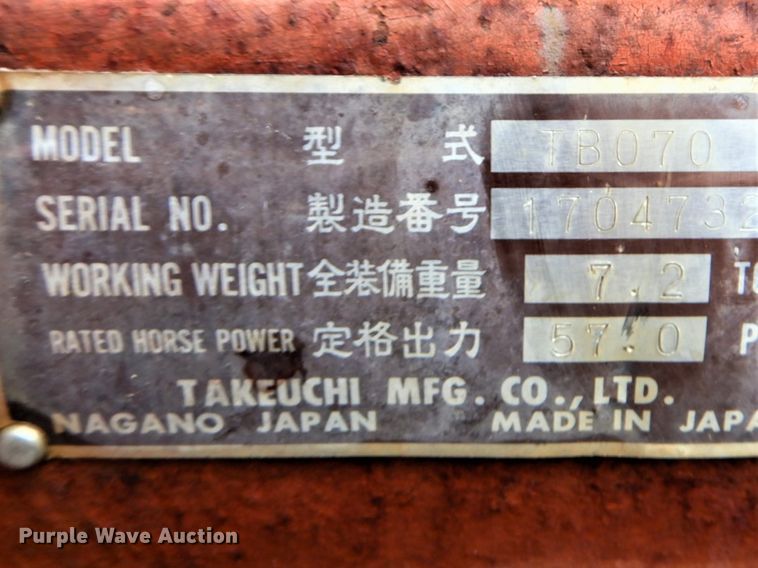 MODEL 型 式 TB070
SERIAL NO. 製造番号 1704732
WORKING WEIGHT 全装備重量 7.2
RATED HORSE POWER 定格出力 57.0 P
TAKEUCHI MFG. CO., LTD.
NAGANO JAPAN MADE IN JAPA
Purple Wave Auction